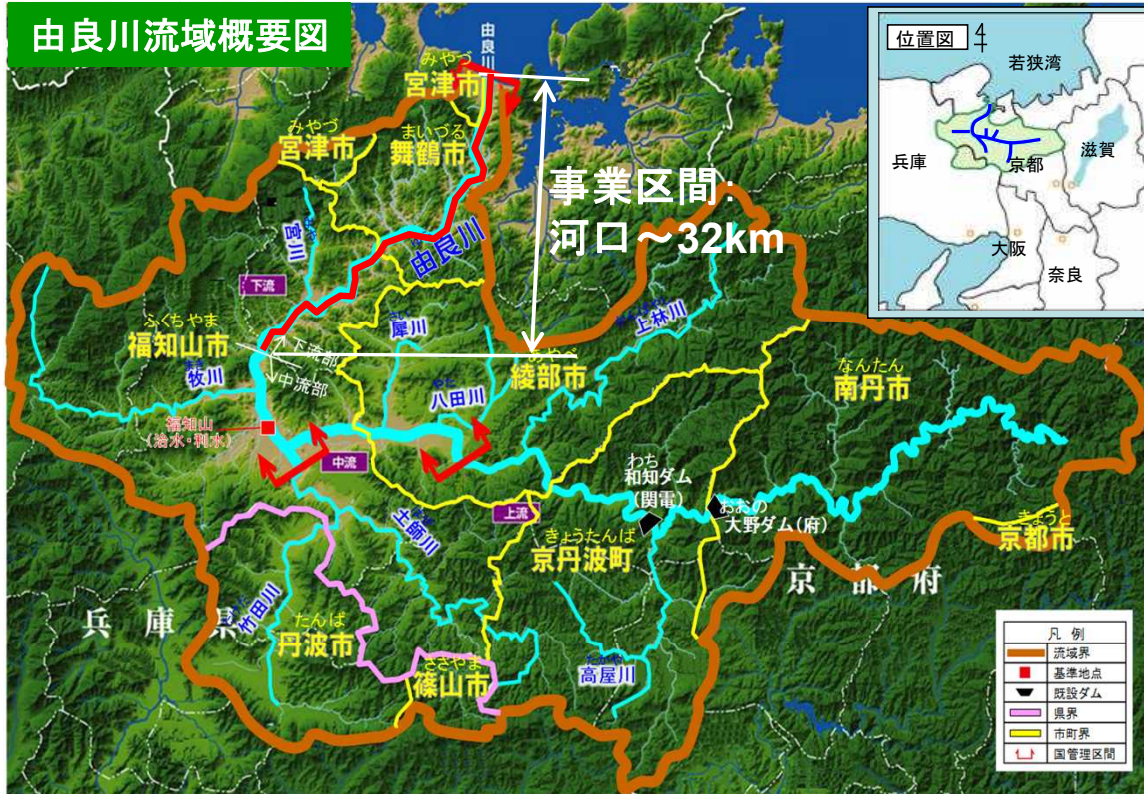 由良川流域概要図
由良川
みやづ
宮津市
みやづ
宮津市
まいづる
舞鶴市
事業区間:
河口～32km
宮川
由良川
下流
ふくちやま
福知山市
牧川
下流部
中流部
さい
犀川
あやべ
綾部市
やた
八田川
上林川
なんたん
南丹市
福知山
(治水・利水)
中流
上流
わち
和知ダム
(関電)
おおの
大野ダム(府)
きょうたんば
京丹波町
きょうと
京都市
土師川
竹田川
たんば
丹波市
ささやま
篠山市
たかや
高屋川
兵庫県
京都府
位置図
若狭湾
兵庫
京都
滋賀
大阪
奈良
凡例
流域界
基準地点
既設ダム
県界
市町界
国管理区間